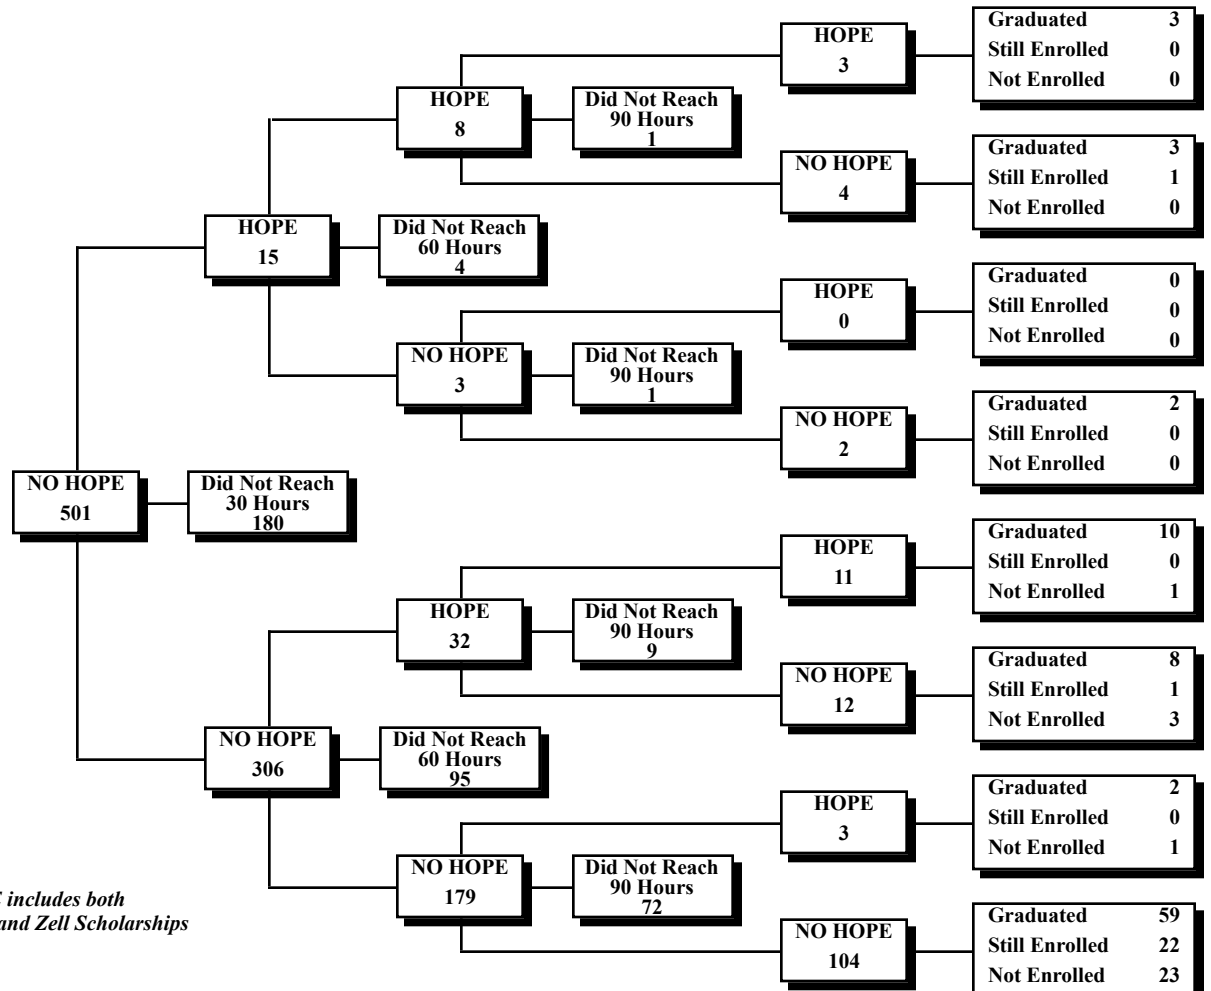 Graduated 3
Still Enrolled 0
Not Enrolled 0
HOPE
3
HOPE
8
Did Not Reach
90 Hours
1
Graduated 3
Still Enrolled 1
Not Enrolled 0
NO HOPE
4
HOPE
15
Did Not Reach
60 Hours
4
Graduated 0
Still Enrolled 0
Not Enrolled 0
HOPE
0
NO HOPE
3
Did Not Reach
90 Hours
1
Graduated 2
Still Enrolled 0
Not Enrolled 0
NO HOPE
2
NO HOPE
501
Did Not Reach
30 Hours
180
Graduated 10
Still Enrolled 0
Not Enrolled 1
HOPE
11
HOPE
32
Did Not Reach
90 Hours
9
Graduated 8
Still Enrolled 1
Not Enrolled 3
NO HOPE
12
NO HOPE
306
Did Not Reach
60 Hours
95
Graduated 2
Still Enrolled 0
Not Enrolled 1
HOPE
3
NO HOPE
179
Did Not Reach
90 Hours
72
includes both
and Zell Scholarships
Graduated 59
Still Enrolled 22
Not Enrolled 23
NO HOPE
104